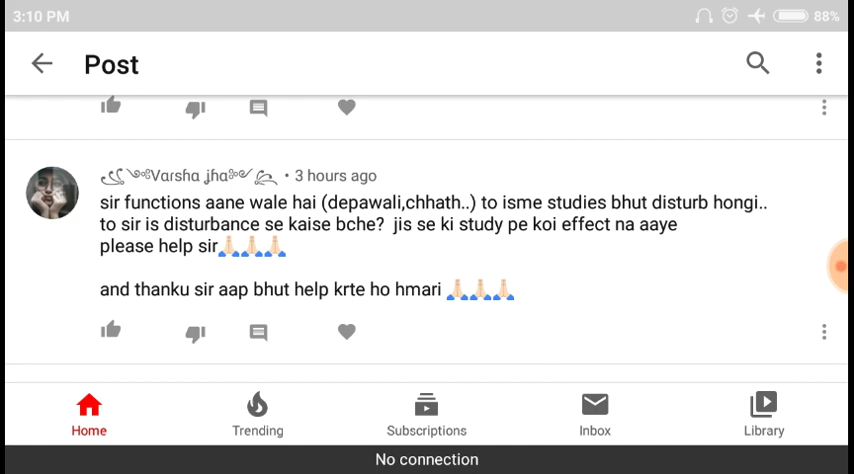 3:10 PM
88%
Post
Varsha jha • 3 hours ago
sir functions aane wale hai (depawali,chhath..) to isme studies bhut disturb hongi..
to sir is disturbance se kaise bche? jis se ki study pe koi effect na aaye
please help sir🙏🏻🙏🏻🙏🏻
and thanku sir aap bhut help krte ho hmari 🙏🏻🙏🏻🙏🏻
Home Trending Subscriptions Inbox Library
No connection